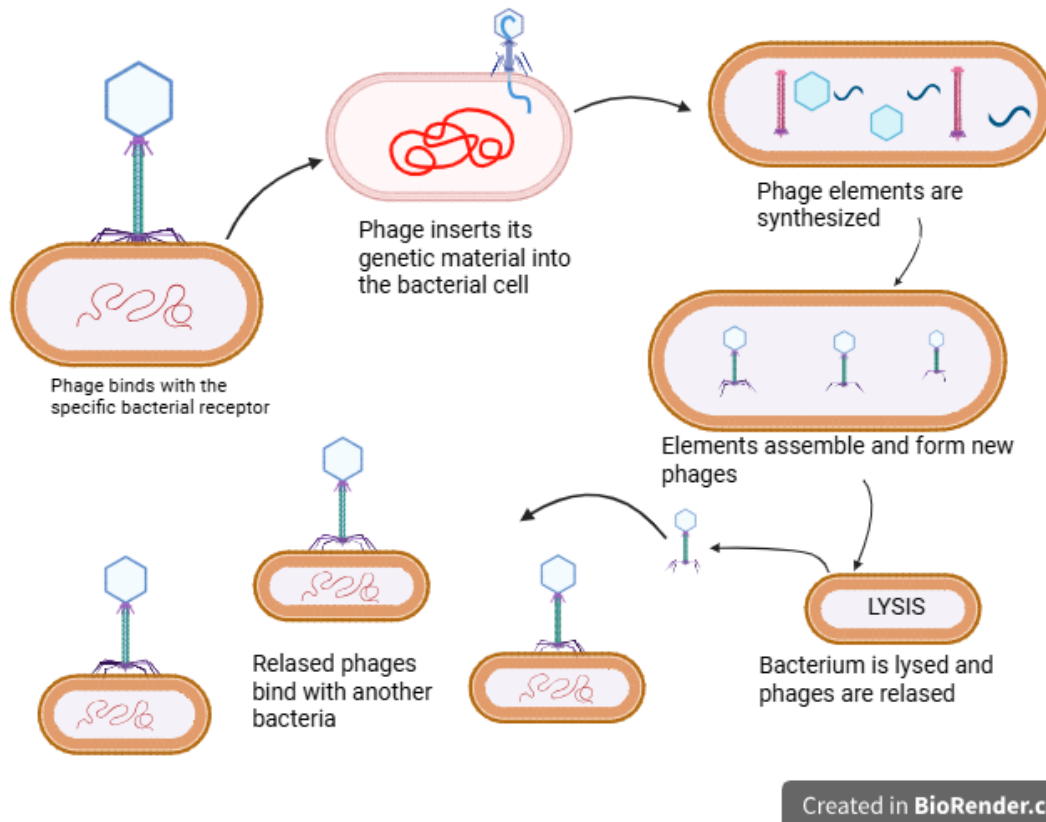 Phage binds with the
specific bacterial receptor
Phage inserts its
genetic material into
the bacterial cell
Phage elements are
synthesized
Elements assemble and form new
phages
LYSIS
Bacterium is lysed and
phages are relased
Relased phages
bind with another
bacteria
Created in BioRender.c